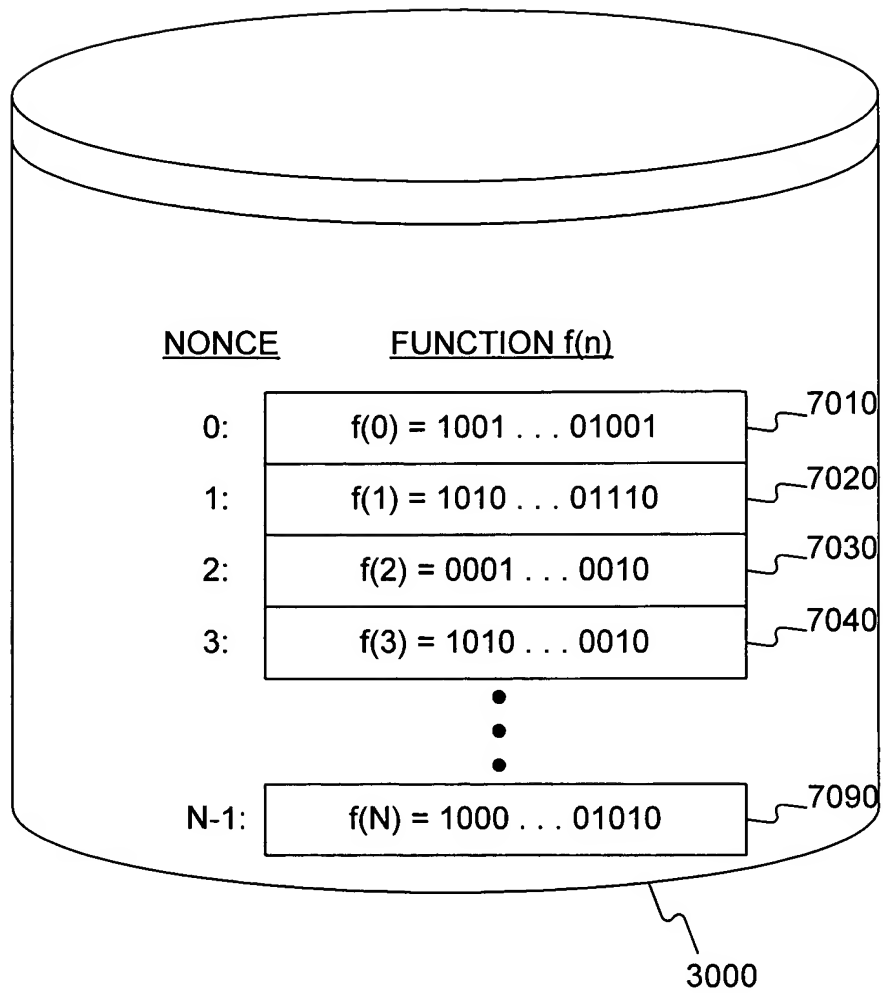 NONCE FUNCTION f(n)
0: f(0) = 1001 . . . 01001 7010
1: f(1) = 1010 . . . 01110 7020
2: f(2) = 0001 . . . 0010 7030
3: f(3) = 1010 . . . 0010 7040
N-1: f(N) = 1000 . . . 01010 7090
3000